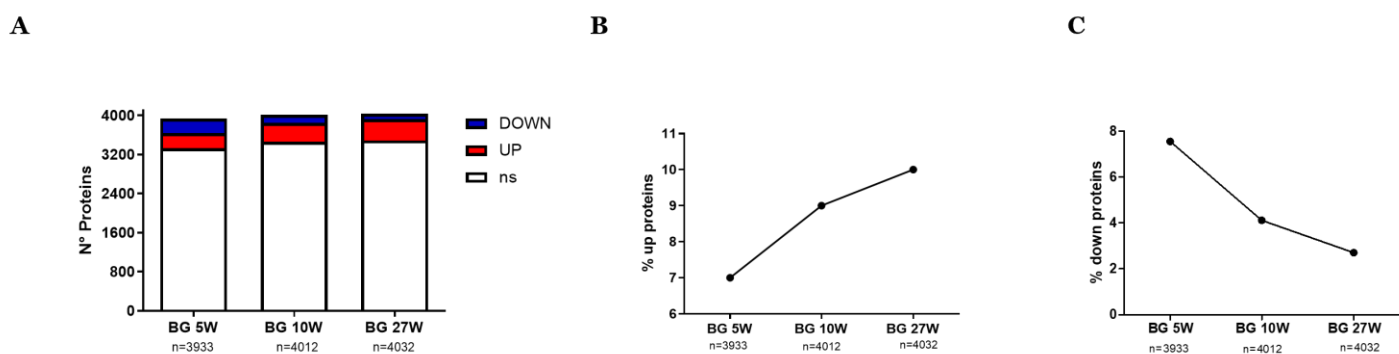 A
B
C
Nº Proteins
4000
3200
2400
1600
800
0
BG 5W
BG 10W
BG 27W
n=3933
n=4012
n=4032
DOWN
UP
ns
% up proteins
11
10
9
8
7
6
BG 5W
BG 10W
BG 27W
n=3933
n=4012
n=4032
% down proteins
8
6
4
2
0
BG 5W
BG 10W
BG 27W
n=3933
n=4012
n=4032